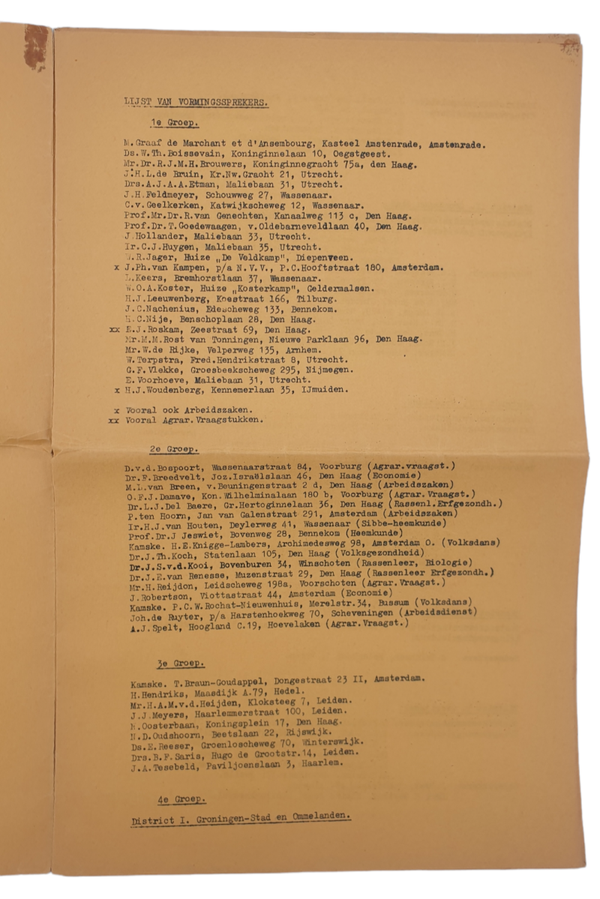 LIJST VAN VORMINGSSPREKERS.
1e Groep.
M.Graaf de Marchant et d'Ansembourg, Kasteel Amstenrade, Amstenrade.
Ds.W.Th.Boissevain, Koninginnelaan 10, Oegstgeest.
Mr.Dr.R.J.M.H.Brouwers, Koninginnegracht 75a, den Haag.
J.H.L.de Bruin, Kr.Nw.Gracht 21, Utrecht.
Drs.A.J.A.A.Etman, Maliebaan 31, Utrecht.
J.H.Feldmeyer, Schouwweg 27, Wassenaar.
C.v.Geelkerken, Katwijkscheweg 12, Wassenaar.
Prof.Mr.Dr.R.van Genechten, Kanaalweg 113 c, Den Haag.
Prof.Dr.T.Goedewaagen, v.Oldebarneveldlaan 40, Den Haag.
J.Hollander, Maliebaan 33, Utrecht.
Ir.C.J.Huygen, Maliebaan 35, Utrecht.
W.R.Jager, Huize „De Veldkamp", Diepenveen.
x J.Ph.van Kampen, p/a N.V.V., P.C.Hooftstraat 180, Amsterdam.
L.Keers, Bremhorstlaan 37, Wassenaar.
W.O.A.Koster, Huize „Kosterkamp", Geldermalsen.
H.J.Leeuwenberg, Koestraat 166, Tilburg.
J.C.Nachenius, Edescheweg 133, Bennekom.
H.C.Nije, Benschoplaan 28, Den Haag.
xx E.J.Roskam, Zeestraat 69, Den Haag.
Mr.M.M.Rost van Tonningen, Nieuwe Parklaan 96, Den Haag.
Mr.W.de Rijke, Velperweg 135, Arnhem.
W.Terpstra, Fred.Hendrikstraat 8, Utrecht.
G.F.Vlekke, Groesbeekscheweg 295, Nijmegen.
E.Voorhoeve, Maliebaan 31, Utrecht.
x H.J.Woudenberg, Kennemerlaan 35, IJmuiden.
x Vooral ook Arbeidszaken.
xx Vooral Agrar.Vraagstukken.
2e Groep.
D.v.d.Bospoort, Wassenaarstraat 84, Voorburg (Agrar.vraagst.)
Dr.F.Breedvelt, Joz.Israëlslaan 46, Den Haag (Economie)
M.L.van Breen, v.Beuningenstraat 2 d, Den Haag (Arbeidszaken)
O.F.J.Damave, Kon.Wilhelminalaan 180 b, Voorburg (Agrar.Vraagst.)
Dr.L.J.Del Baere, Gr.Hertoginnelaan 36, Den Haag (Rassenl.Erfgezondh.)
P.ten Hoorn, Jan van Galenstraat 291, Amsterdam (Arbeidszaken)
Ir.H.J.van Houten, Deylerweg 41, Wassenaar (Sibbe-heemkunde)
Prof.Dr.J Jeswiet, Bovenweg 28, Bennekom (Heemkunde)
Kamske. H.E.Knigge-Lambers, Archimedesweg 98, Amsterdam O. (Volksdans)
Dr.J.Th.Koch, Statenlaan 105, Den Haag (Volksgezondheid)
Dr.J.S.v.d.Kooi, Bovenburen 34, Winschoten (Rassenleer, Biologie)
Dr.J.E.van Renesse, Muzenstraat 29, Den Haag (Rassenleer Erfgezondh.)
Mr.H.Reijdon, Leidscheweg 198a, Voorschoten (Agrar.Vraagst.)
J.Robertson, Viottastraat 44, Amsterdam (Economie)
Kamske. P.C.W.Rochat-Nieuwenhuis, Merelstr.34, Bussum (Volksdans)
Joh.de Ruyter, p/a Harstenhoekweg 70, Scheveningen (Arbeidsdienst)
A.J.Spelt, Hoogland C.19, Hoevelaken (Agrar.Vraagst.)
3e Groep.
Kamske. T.Braun-Goudappel, Dongestraat 23 II, Amsterdam.
H.Hendriks, Maasdijk A.79, Hedel.
Mr.H.A.M.v.d.Heijden, Kloksteeg 7, Leiden.
J.J.Meyers, Haarlemmerstraat 100, Leiden.
N.Oosterbaan, Koningsplein 17, Den Haag.
N.D.Oudshoorn, Beetslaan 22, Rijswijk.
Ds.E.Reeser, Groenloscheweg 70, Winterswijk.
Drs.B.F.Saris, Hugo de Grootstr.14, Leiden.
J.A.Tesebeld, Paviljoenslaan 3, Haarlem.
4e Groep.
District I. Groningen-Stad en Ommelanden.